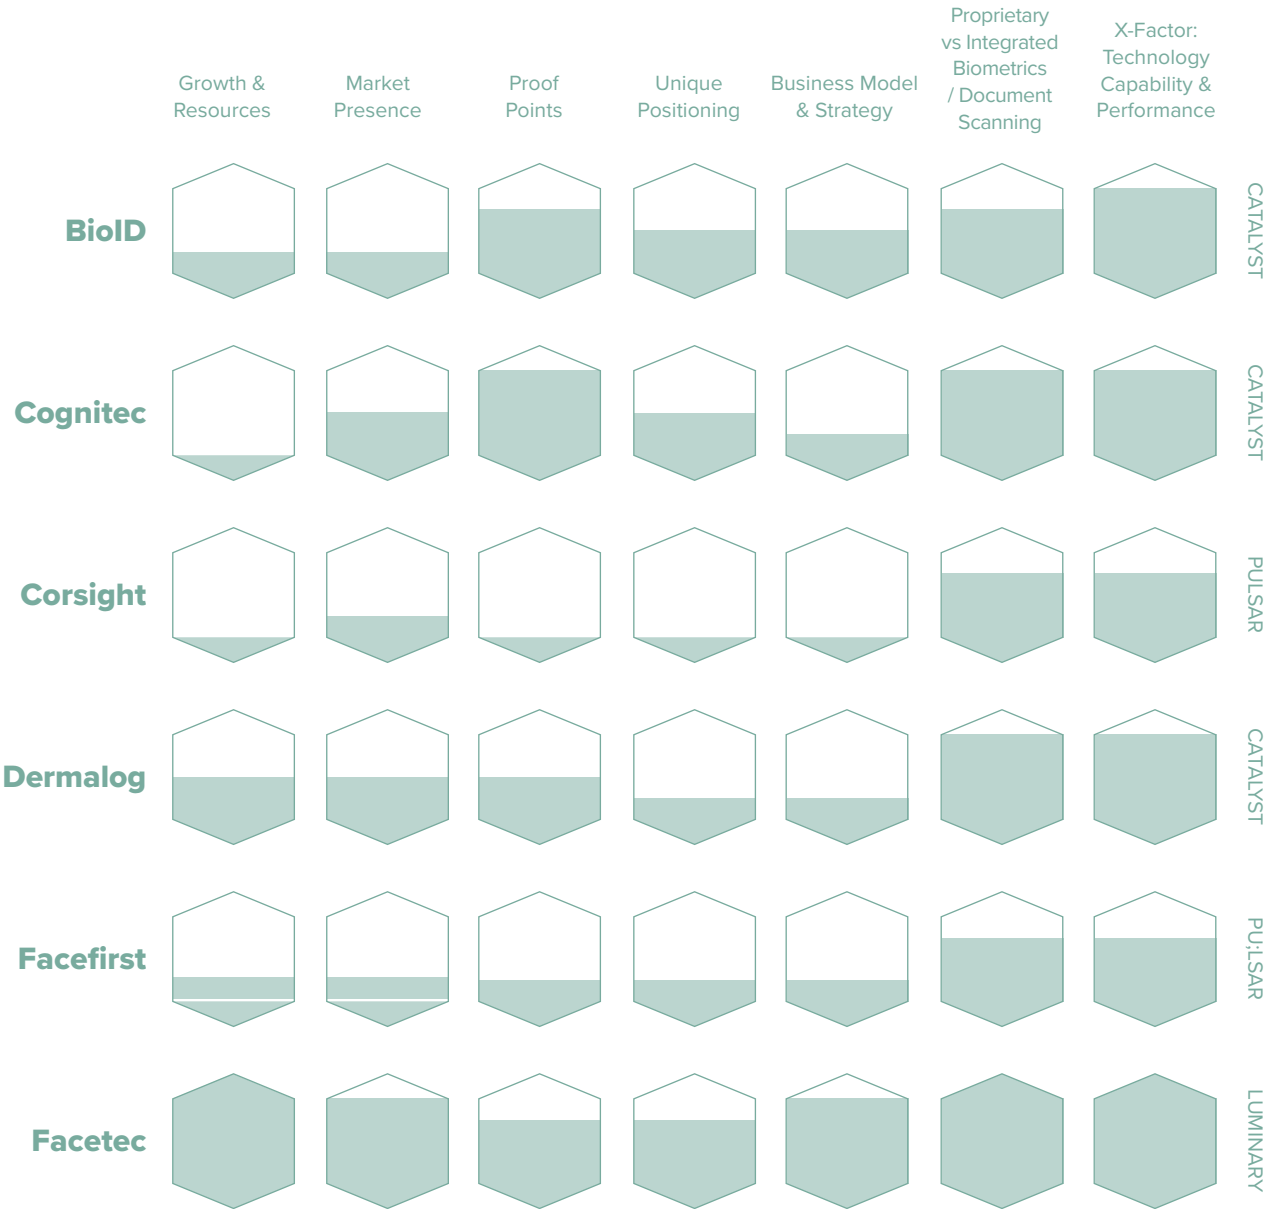 Growth &
Resources
Market
Presence
Proof
Points
Unique
Positioning
Business Model
& Strategy
Proprietary
vs Integrated
Biometrics
/ Document
Scanning
X-Factor:
Technology
Capability &
Performance
BioID
CATALYST
Cognitec
CATALYST
Corsight
PULSAR
Dermalog
CATALYST
Facefirst
PU;LSAR
Facetec
LUMINARY